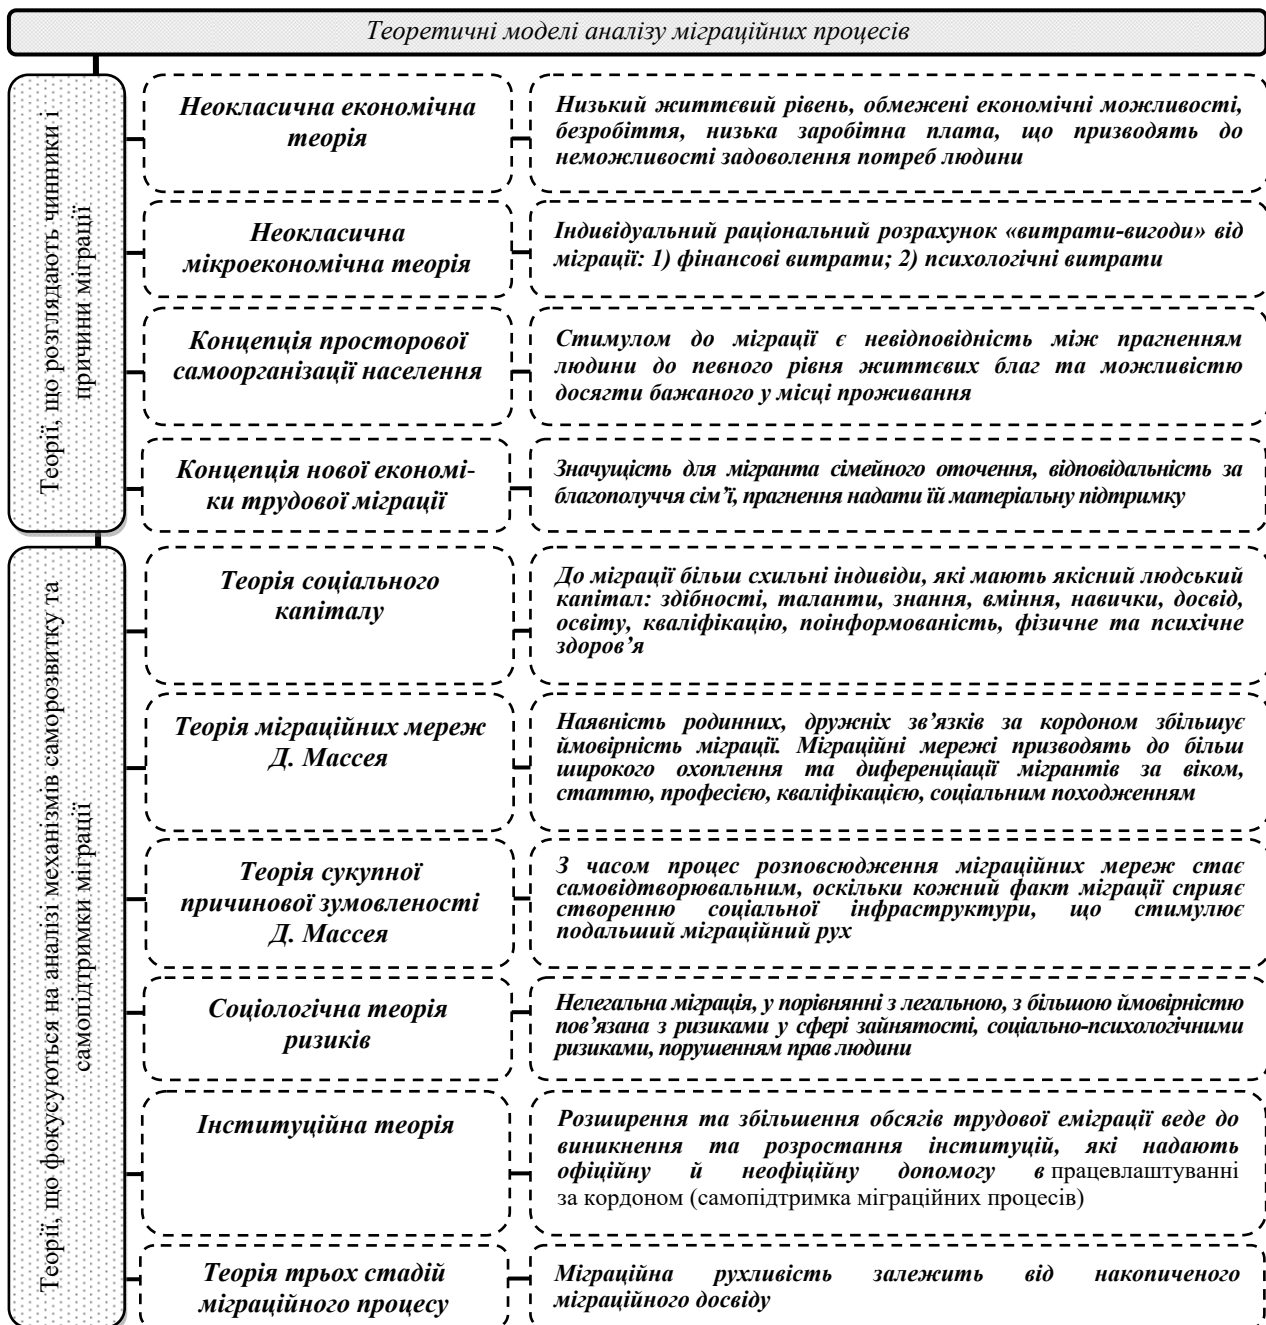 Теоретичні моделі аналізу міграційних процесів
Теорії, що розглядають чинники і
причини міграції
Неокласична економічна
теорія
Низький життєвий рівень, обмежені економічні можливості,
безробіття, низька заробітна плата, що призводять до
неможливості задоволення потреб людини
Неокласична
мікроекономічна теорія
Індивідуальний раціональний розрахунок «витрати-вигоди» від
міграції: 1) фінансові витрати; 2) психологічні витрати
Концепція просторової
самоорганізації населення
Стимулом до міграції є невідповідність між прагненням
людини до певного рівня життєвих благ та можливістю
досягти бажаного у місці проживання
Концепція нової економі-
ки трудової міграції
Значущість для мігранта сімейного оточення, відповідальність за
благополуччя сім’ї, прагнення надати їй матеріальну підтримку
Теорії, що фокусуються на аналізі механізмів саморозвитку та
самопідтримки міграції
Теорія соціального
капіталу
До міграції більш схильні індивіди, які мають якісний людський
капітал: здібності, таланти, знання, вміння, навички, досвід,
освіту, кваліфікацію, поінформованість, фізичне та психічне
здоров’я
Теорія міграційних мереж
Д. Массея
Наявність родинних, дружніх зв’язків за кордоном збільшує
ймовірність міграції. Міграційні мережі призводять до більш
широкого охоплення та диференціації мігрантів за віком,
статтю, професією, кваліфікацією, соціальним походженням
Теорія сукупної
причинової зумовленості
Д. Массея
З часом процес розповсюдження міграційних мереж стає
самовідтворювальним, оскільки кожний факт міграції сприяє
створенню соціальної інфраструктури, що стимулює
подальший міграційний рух
Соціологічна теорія
ризиків
Нелегальна міграція, у порівнянні з легальною, з більшою ймовірністю
пов’язана з ризиками у сфері зайнятості, соціально-психологічними
ризиками, порушенням прав людини
Інституційна теорія
Розширення та збільшення обсягів трудової еміграції веде до
виникнення та розростання інституцій, які надають
офіційну й неофіційну допомогу в працевлаштуванні
за кордоном (самопідтримка міграційних процесів)
Теорія трьох стадій
міграційного процесу
Міграційна рухливість залежить від накопиченого
міграційного досвіду